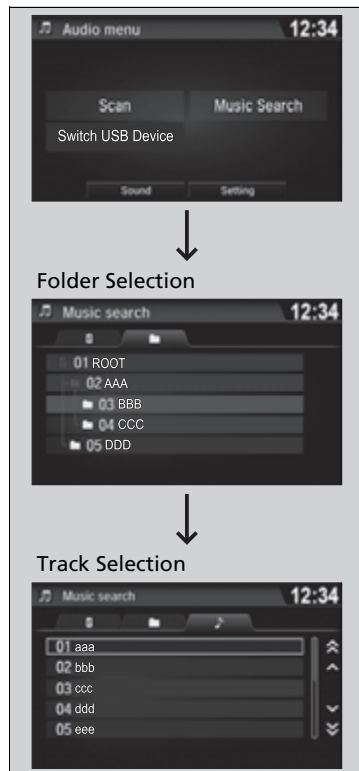 Audio menu 12:34
Scan Music Search
Switch USB Device
Sound Setting
Folder Selection
Music search 12:34
01 ROOT
02 AAA
03 BBB
04 CCC
05 DDD
Track Selection
Music search 12:34
01 aaa
02 bbb
03 ccc
04 ddd
05 eee